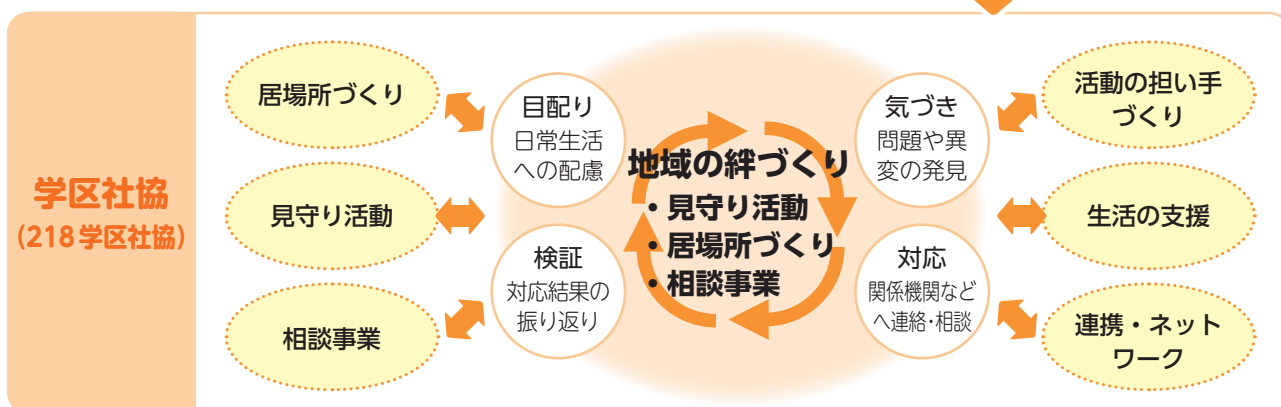 学区社協
（218学区社協）
居場所づくり
見守り活動
相談事業
目配り
日常生活
への配慮
検証
対応結果の
振り返り
地域の絆づくり
・見守り活動
・居場所づくり
・相談事業
気づき
問題や異
変の発見
対応
関係機関など
へ連絡・相談
活動の担い手
づくり
生活の支援
連携・ネット
ワーク